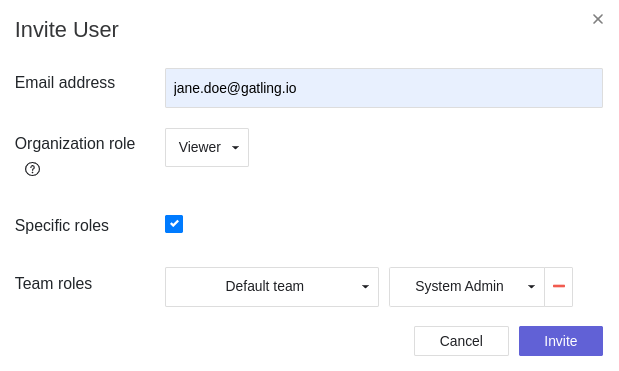 Invite User
Email address
jane.doe@gatling.io
Organization role
Viewer
Specific roles
Team roles
Default team
System Admin
Cancel
Invite